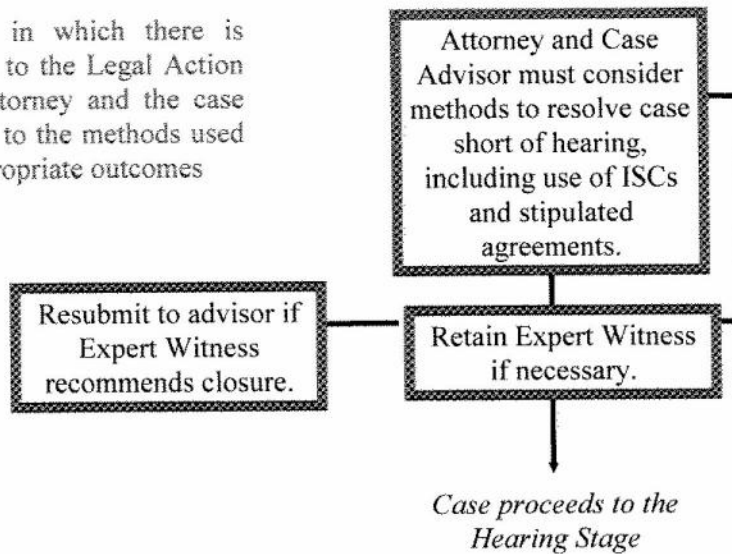 in which there is
to the Legal Action
torney and the case
to the methods used
ropriate outcomes
Attorney and Case
Advisor must consider
methods to resolve case
short of hearing,
including use of ISCs
and stipulated
agreements.
Resubmit to advisor if
Expert Witness
recommends closure.
Retain Expert Witness
if necessary.
Case proceeds to the
Hearing Stage